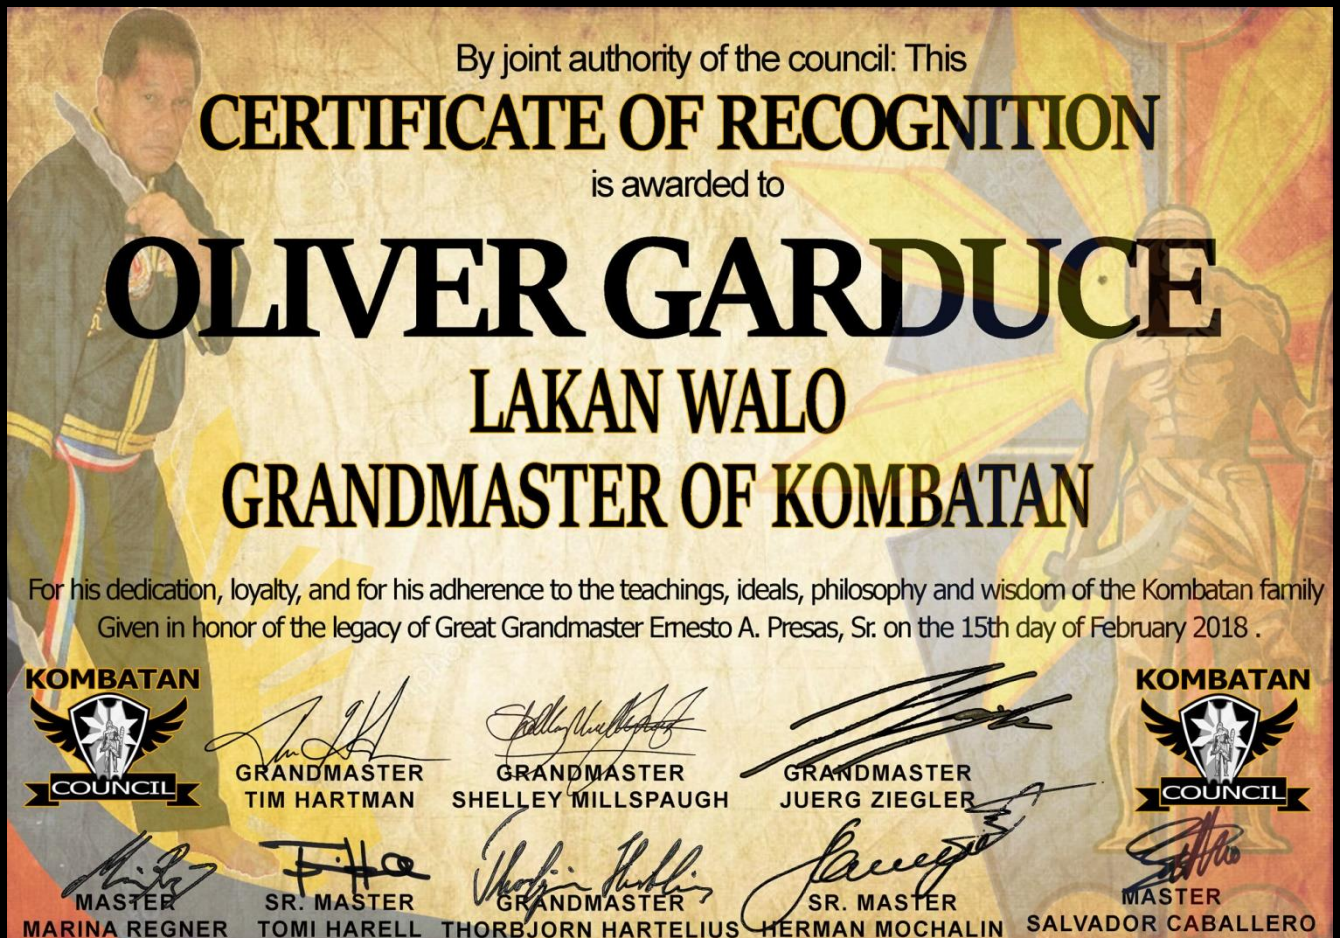 By joint authority of the council: This
CERTIFICATE OF RECOGNITION
is awarded to
OLIVER GARDUCE
LAKAN WALO
GRANDMASTER OF KOMBATAN
For his dedication, loyalty, and for his adherence to the teachings, ideals, philosophy and wisdom of the Kombatan family
Given in honor of the legacy of Great Grandmaster Ernesto A. Presas, Sr. on the 15th day of February 2018 .
KOMBATAN
COUNCIL
GRANDMASTER
TIM HARTMAN
GRANDMASTER
SHELLEY MILLSPAUGH
GRANDMASTER
JUERG ZIEGLER
KOMBATAN
COUNCIL
MASTER
MARINA REGNER
SR. MASTER
TOMI HARELL
GRANDMASTER
THORBJORN HARTELIUS
SR. MASTER
HERMAN MOCHALIN
MASTER
SALVADOR CABALLERO